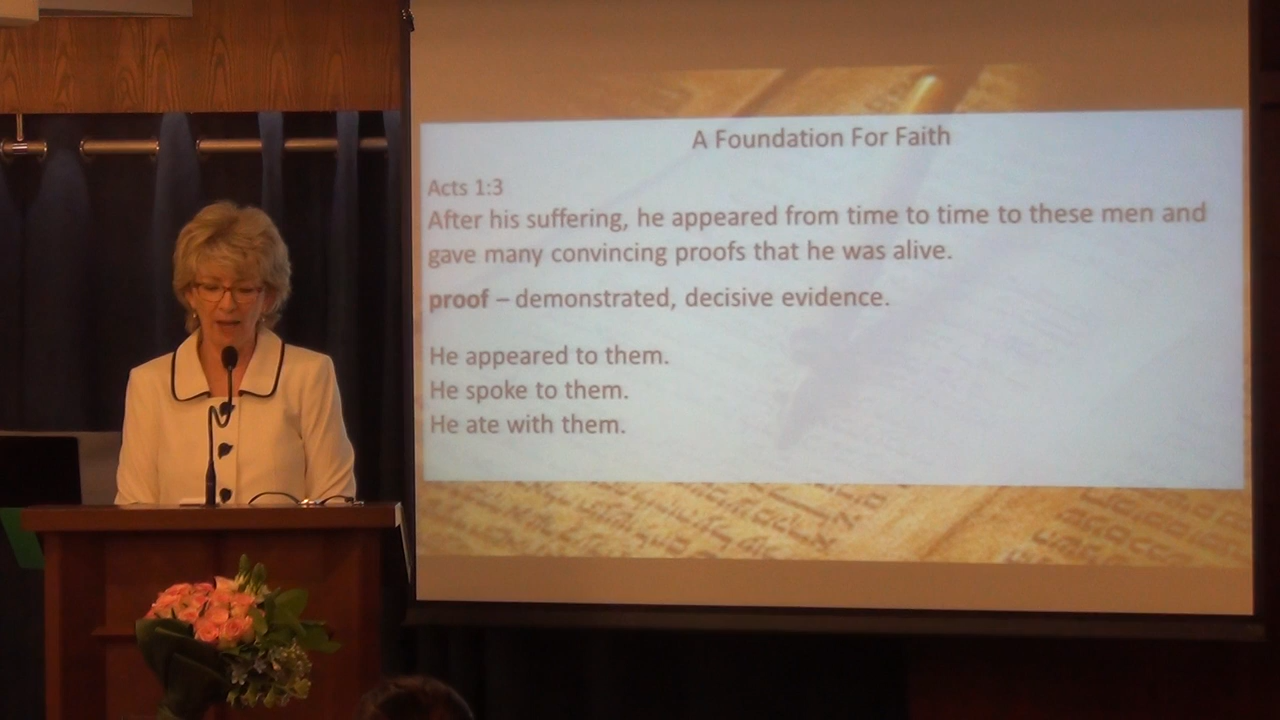 A Foundation For Faith
Acts 1:3
After his suffering, he appeared from time to time to these men and
gave many convincing proofs that he was alive.
proof – demonstrated, decisive evidence.
He appeared to them.
He spoke to them.
He ate with them.